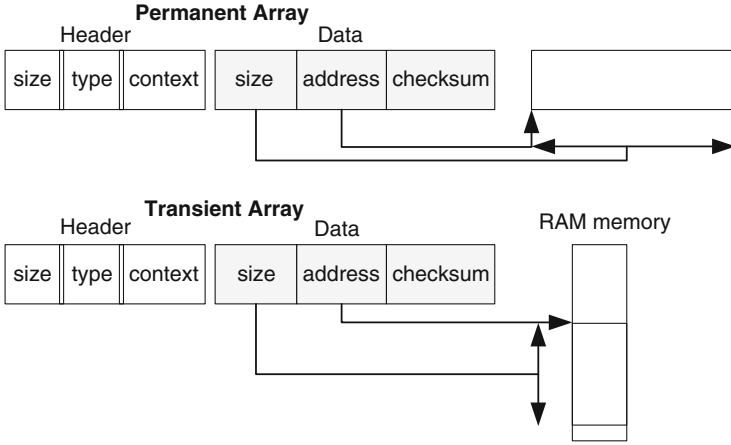 Permanent Array
Header Data
size type context size address checksum
Transient Array
Header Data RAM memory
size type context size address checksum